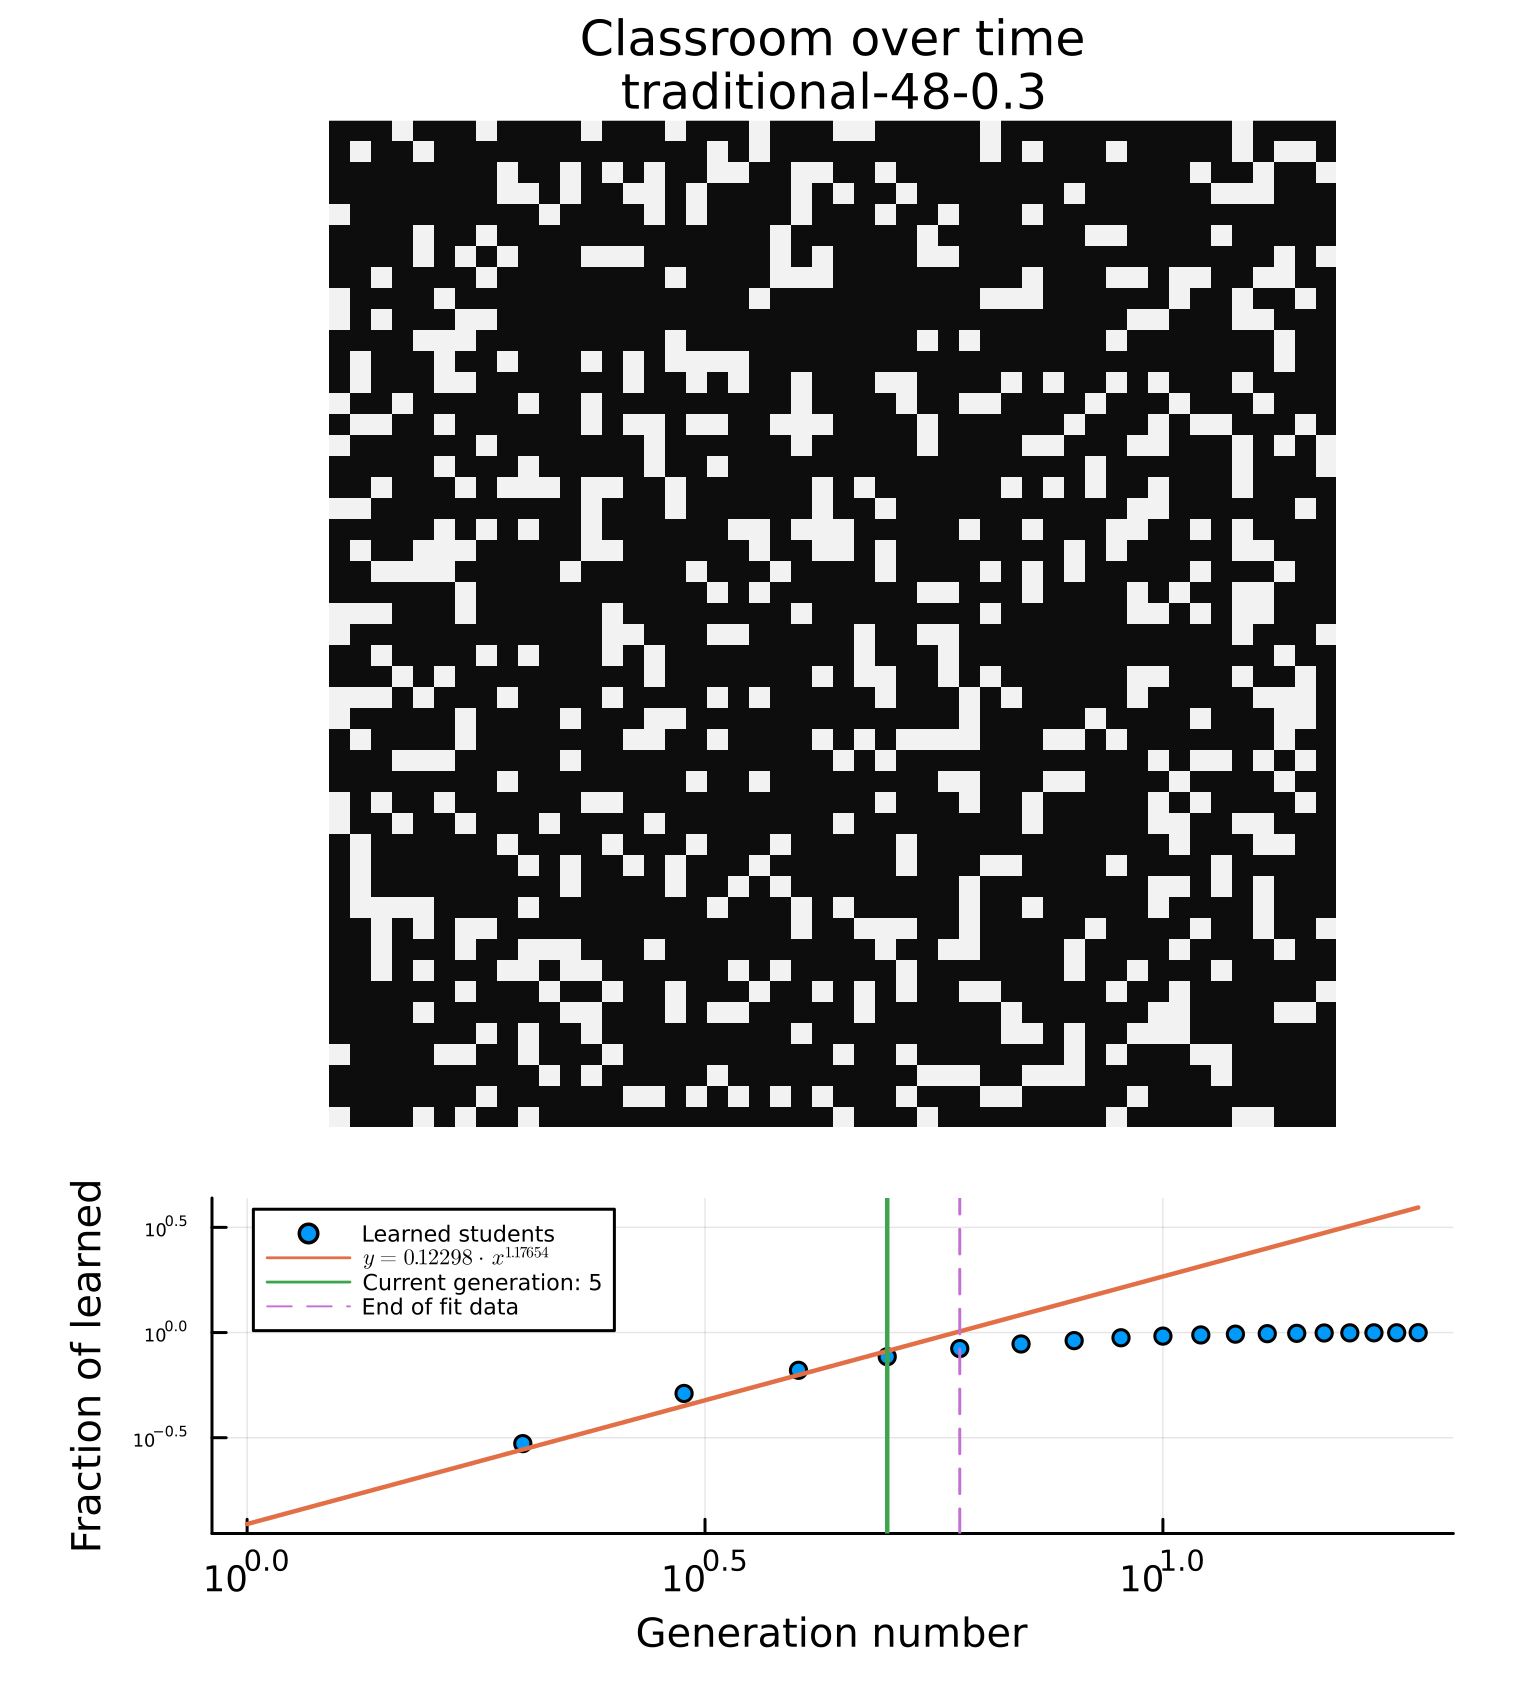 Classroom over time
traditional-48-0.3
Fraction of learned
10^0.5
10^0.0
10^−0.5
Learned students
y = 0.12298 · x^1.17654
Current generation: 5
End of fit data
10^0.0 10^0.5 10^1.0
Generation number